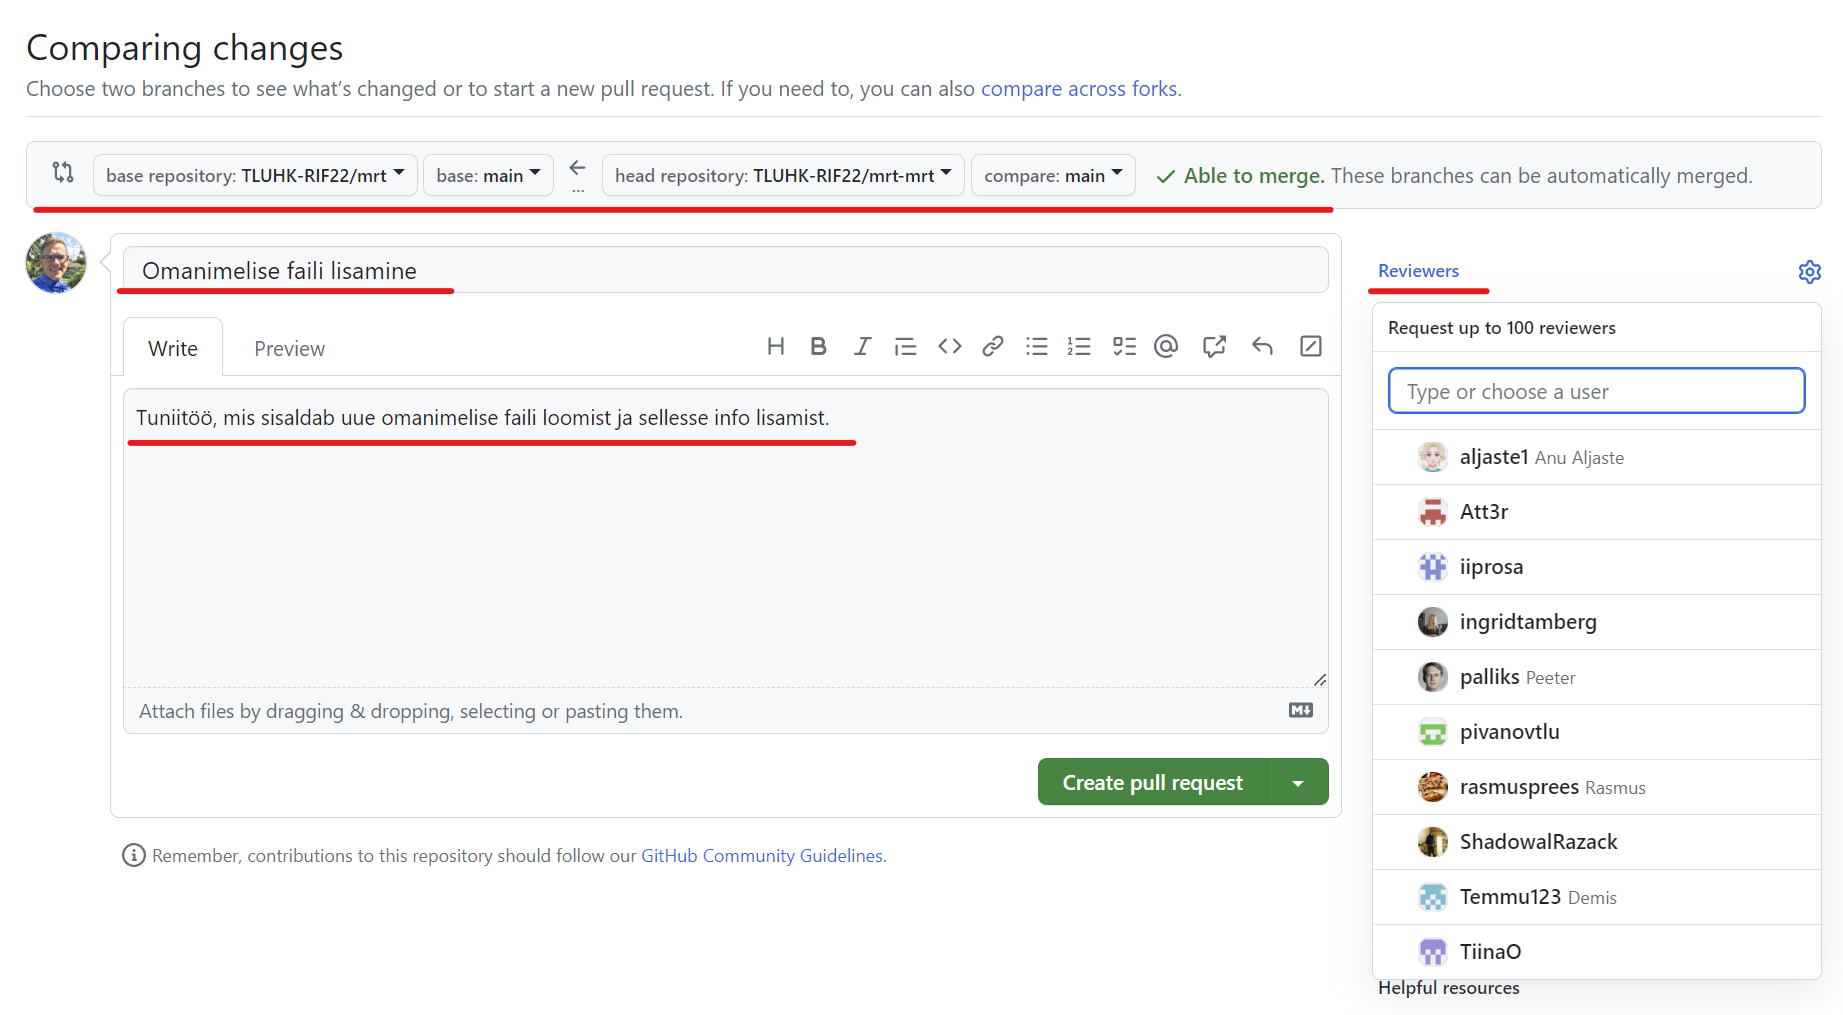 Comparing changes
Choose two branches to see what’s changed or to start a new pull request. If you need to, you can also compare across forks.
base repository: TLUHK-RIF22/mrt base: main ... head repository: TLUHK-RIF22/mrt-mrt compare: main Able to merge. These branches can be automatically merged.
Omanimelise faili lisamine
Write Preview
Tuniitöö, mis sisaldab uue omanimelise faili loomist ja sellesse info lisamist.
Attach files by dragging & dropping, selecting or pasting them.
Create pull request
Remember, contributions to this repository should follow our GitHub Community Guidelines.
Reviewers
Request up to 100 reviewers
Type or choose a user
aljaste1 Anu Aljaste
Att3r
iiprosa
ingridtamberg
palliks Peeter
pivanovtlu
rasmusprees Rasmus
ShadowalRazack
Temmu123 Demis
TiinaO
Helpful resources